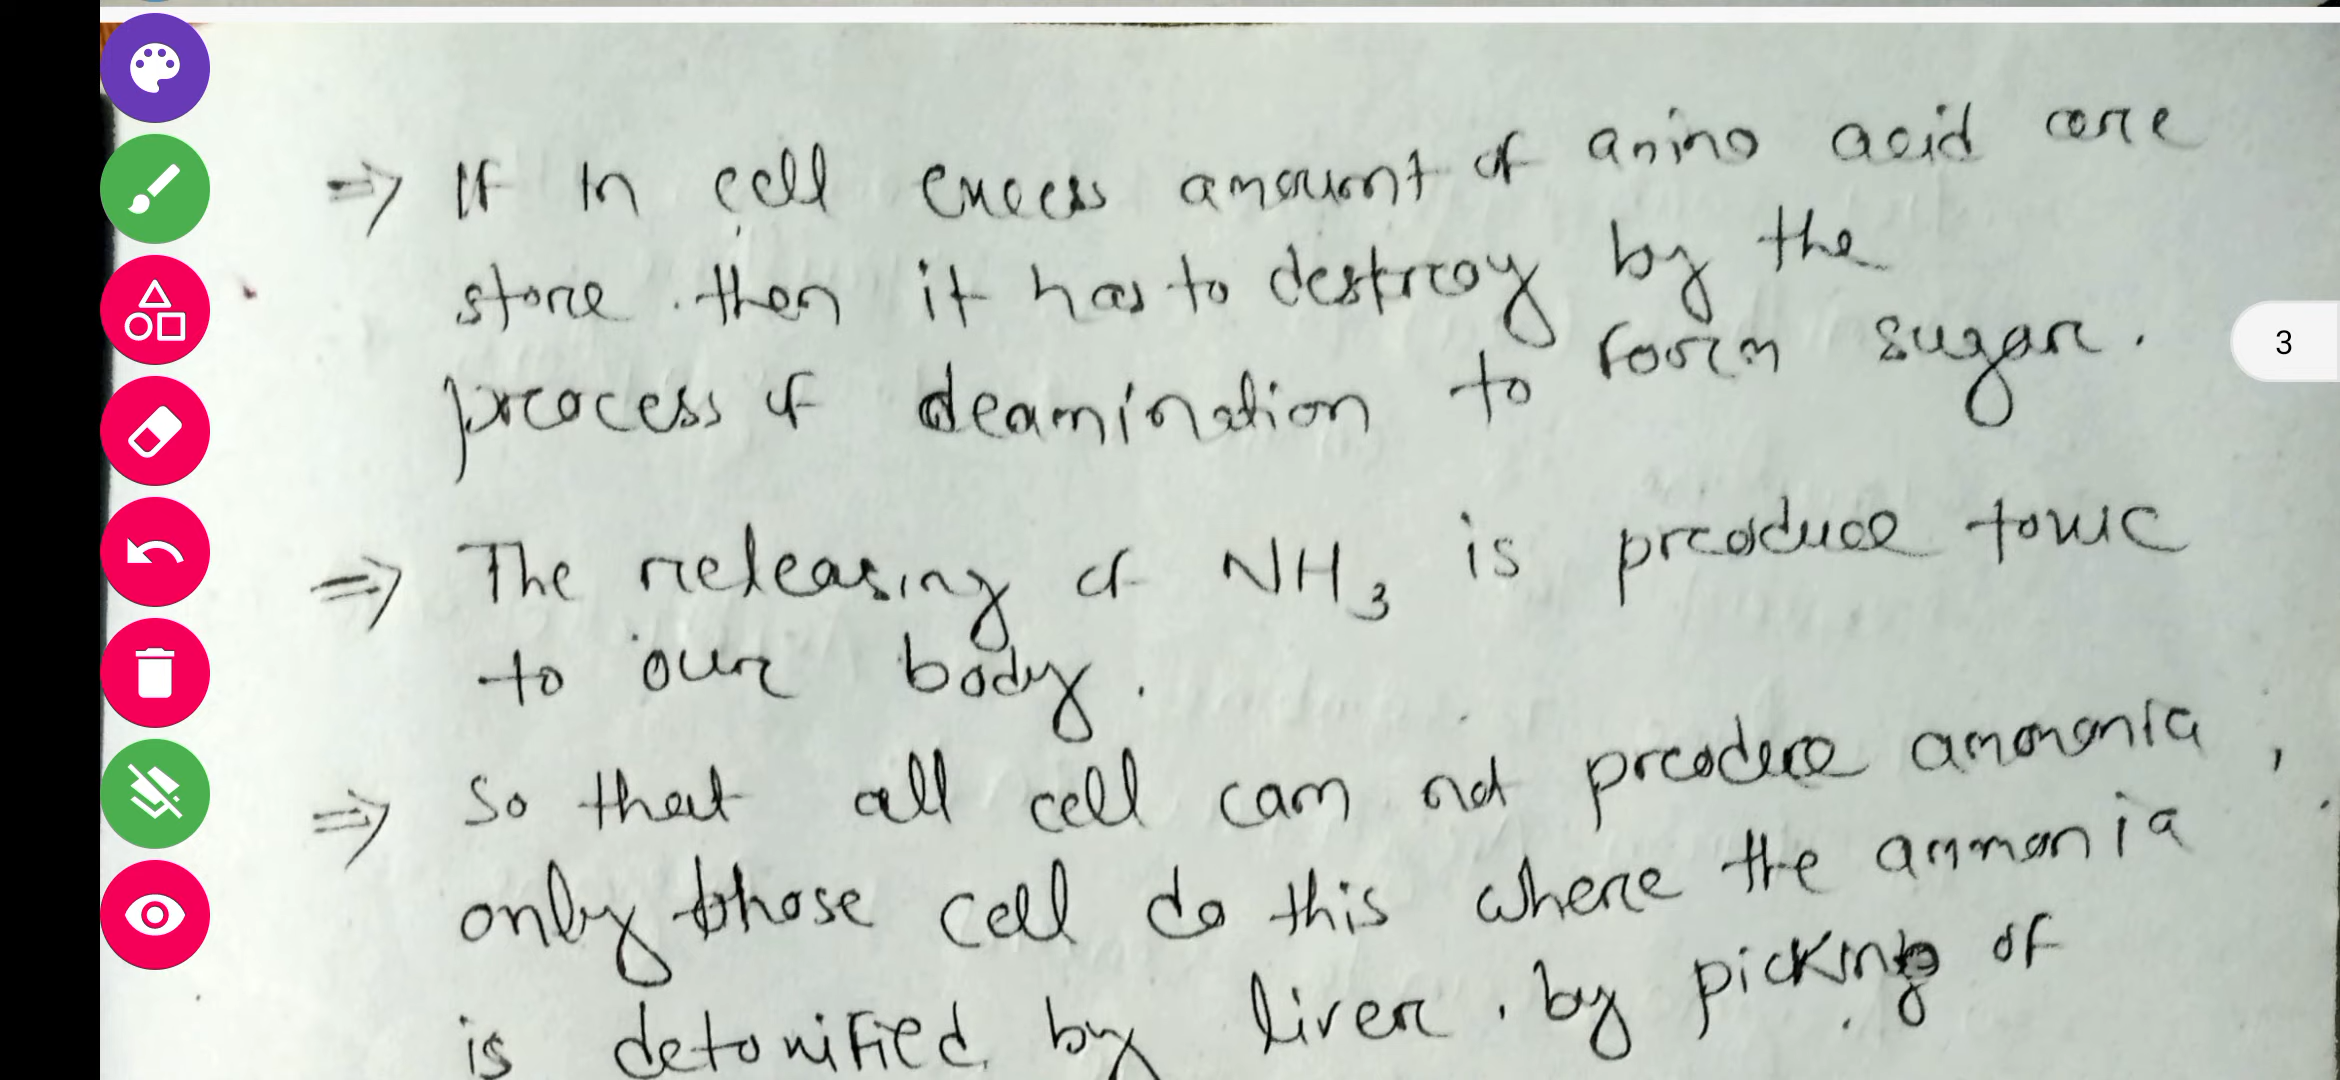 ⇒ If In cell excess amount of amino acid are
store then it has to destroy by the
process of deamination to form sugar.
3
⇒ The releasing of NH3 is produce toxic
to our body.
⇒ So that all cell can not produce ammonia,
only those cell do this where the ammonia
is detoxified by liver. by picking of